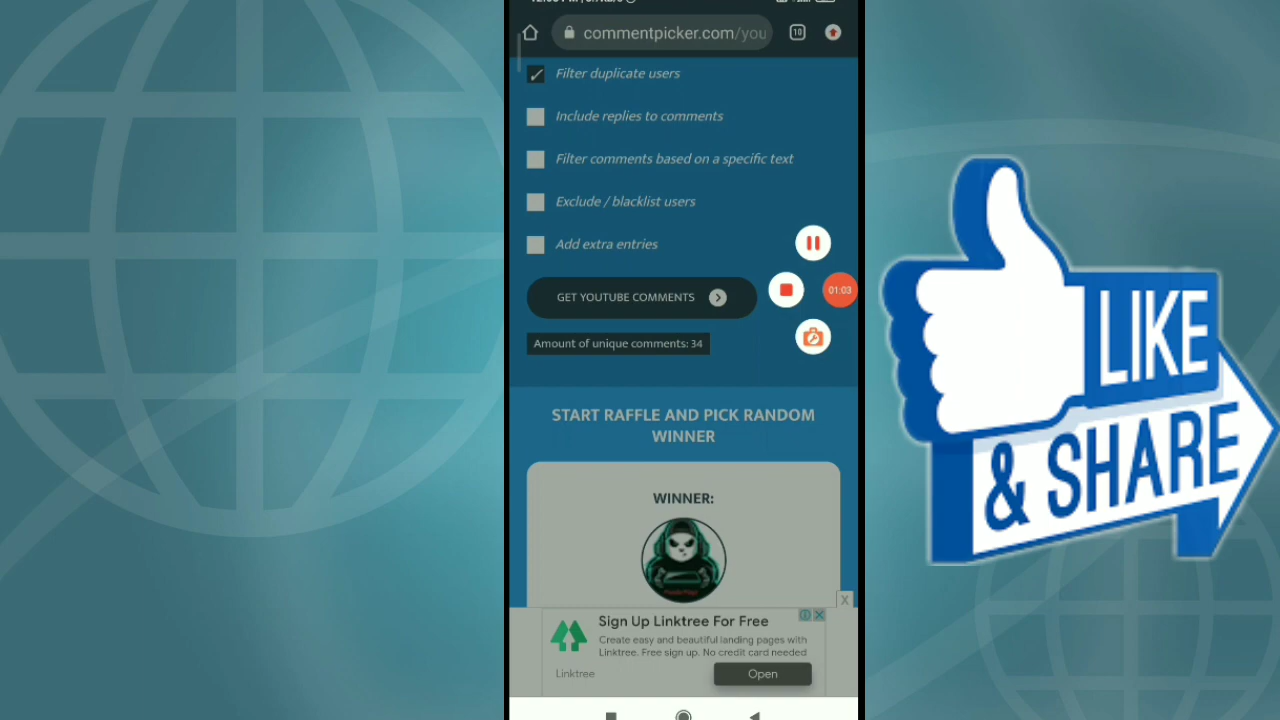 commentpicker.com/you
10
Filter duplicate users
Include replies to comments
Filter comments based on a specific text
Exclude / blacklist users
Add extra entries
GET YOUTUBE COMMENTS
01:03
Amount of unique comments: 34
START RAFFLE AND PICK RANDOM
WINNER
WINNER:
X
Sign Up Linktree For Free
Create easy and beautiful landing pages with
Linktree. Free sign up. No credit card needed
Linktree
Open
LIKE
& SHARE